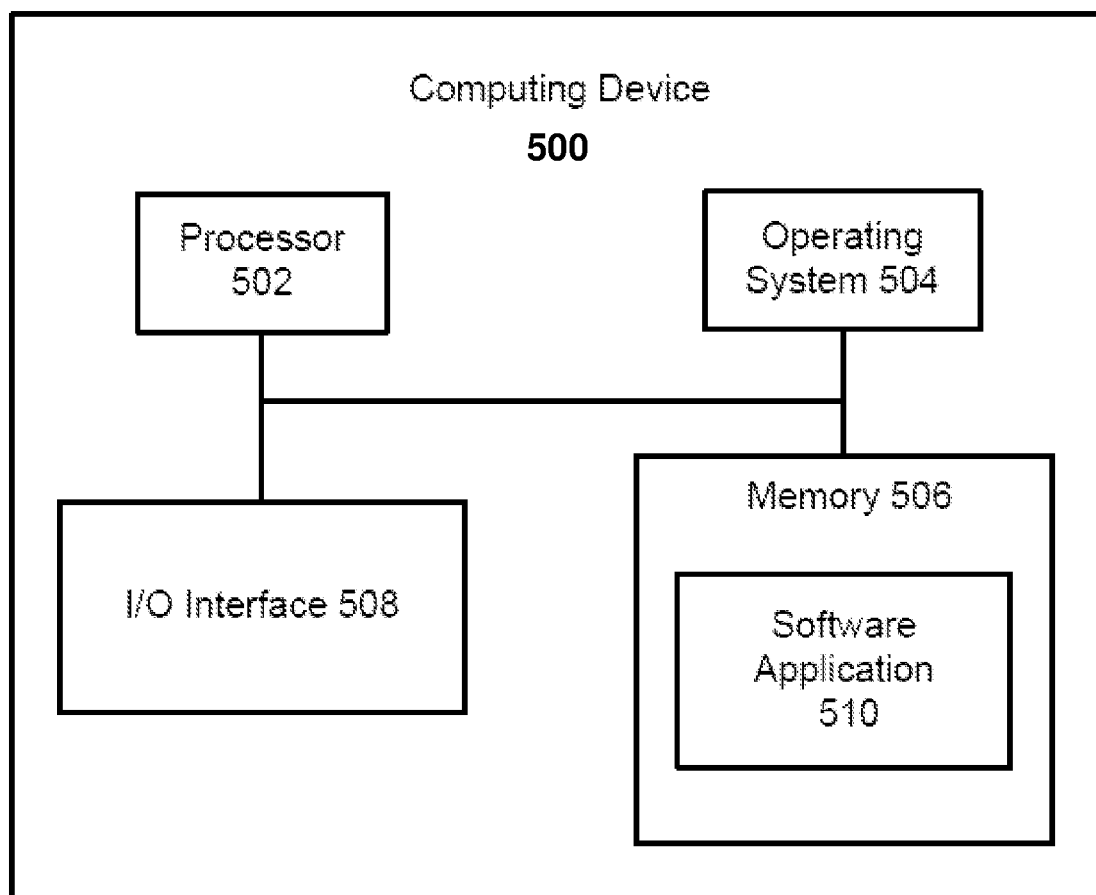 Computing Device
500
Processor
502
Operating
System 504
Memory 506
I/O Interface 508
Software
Application
510